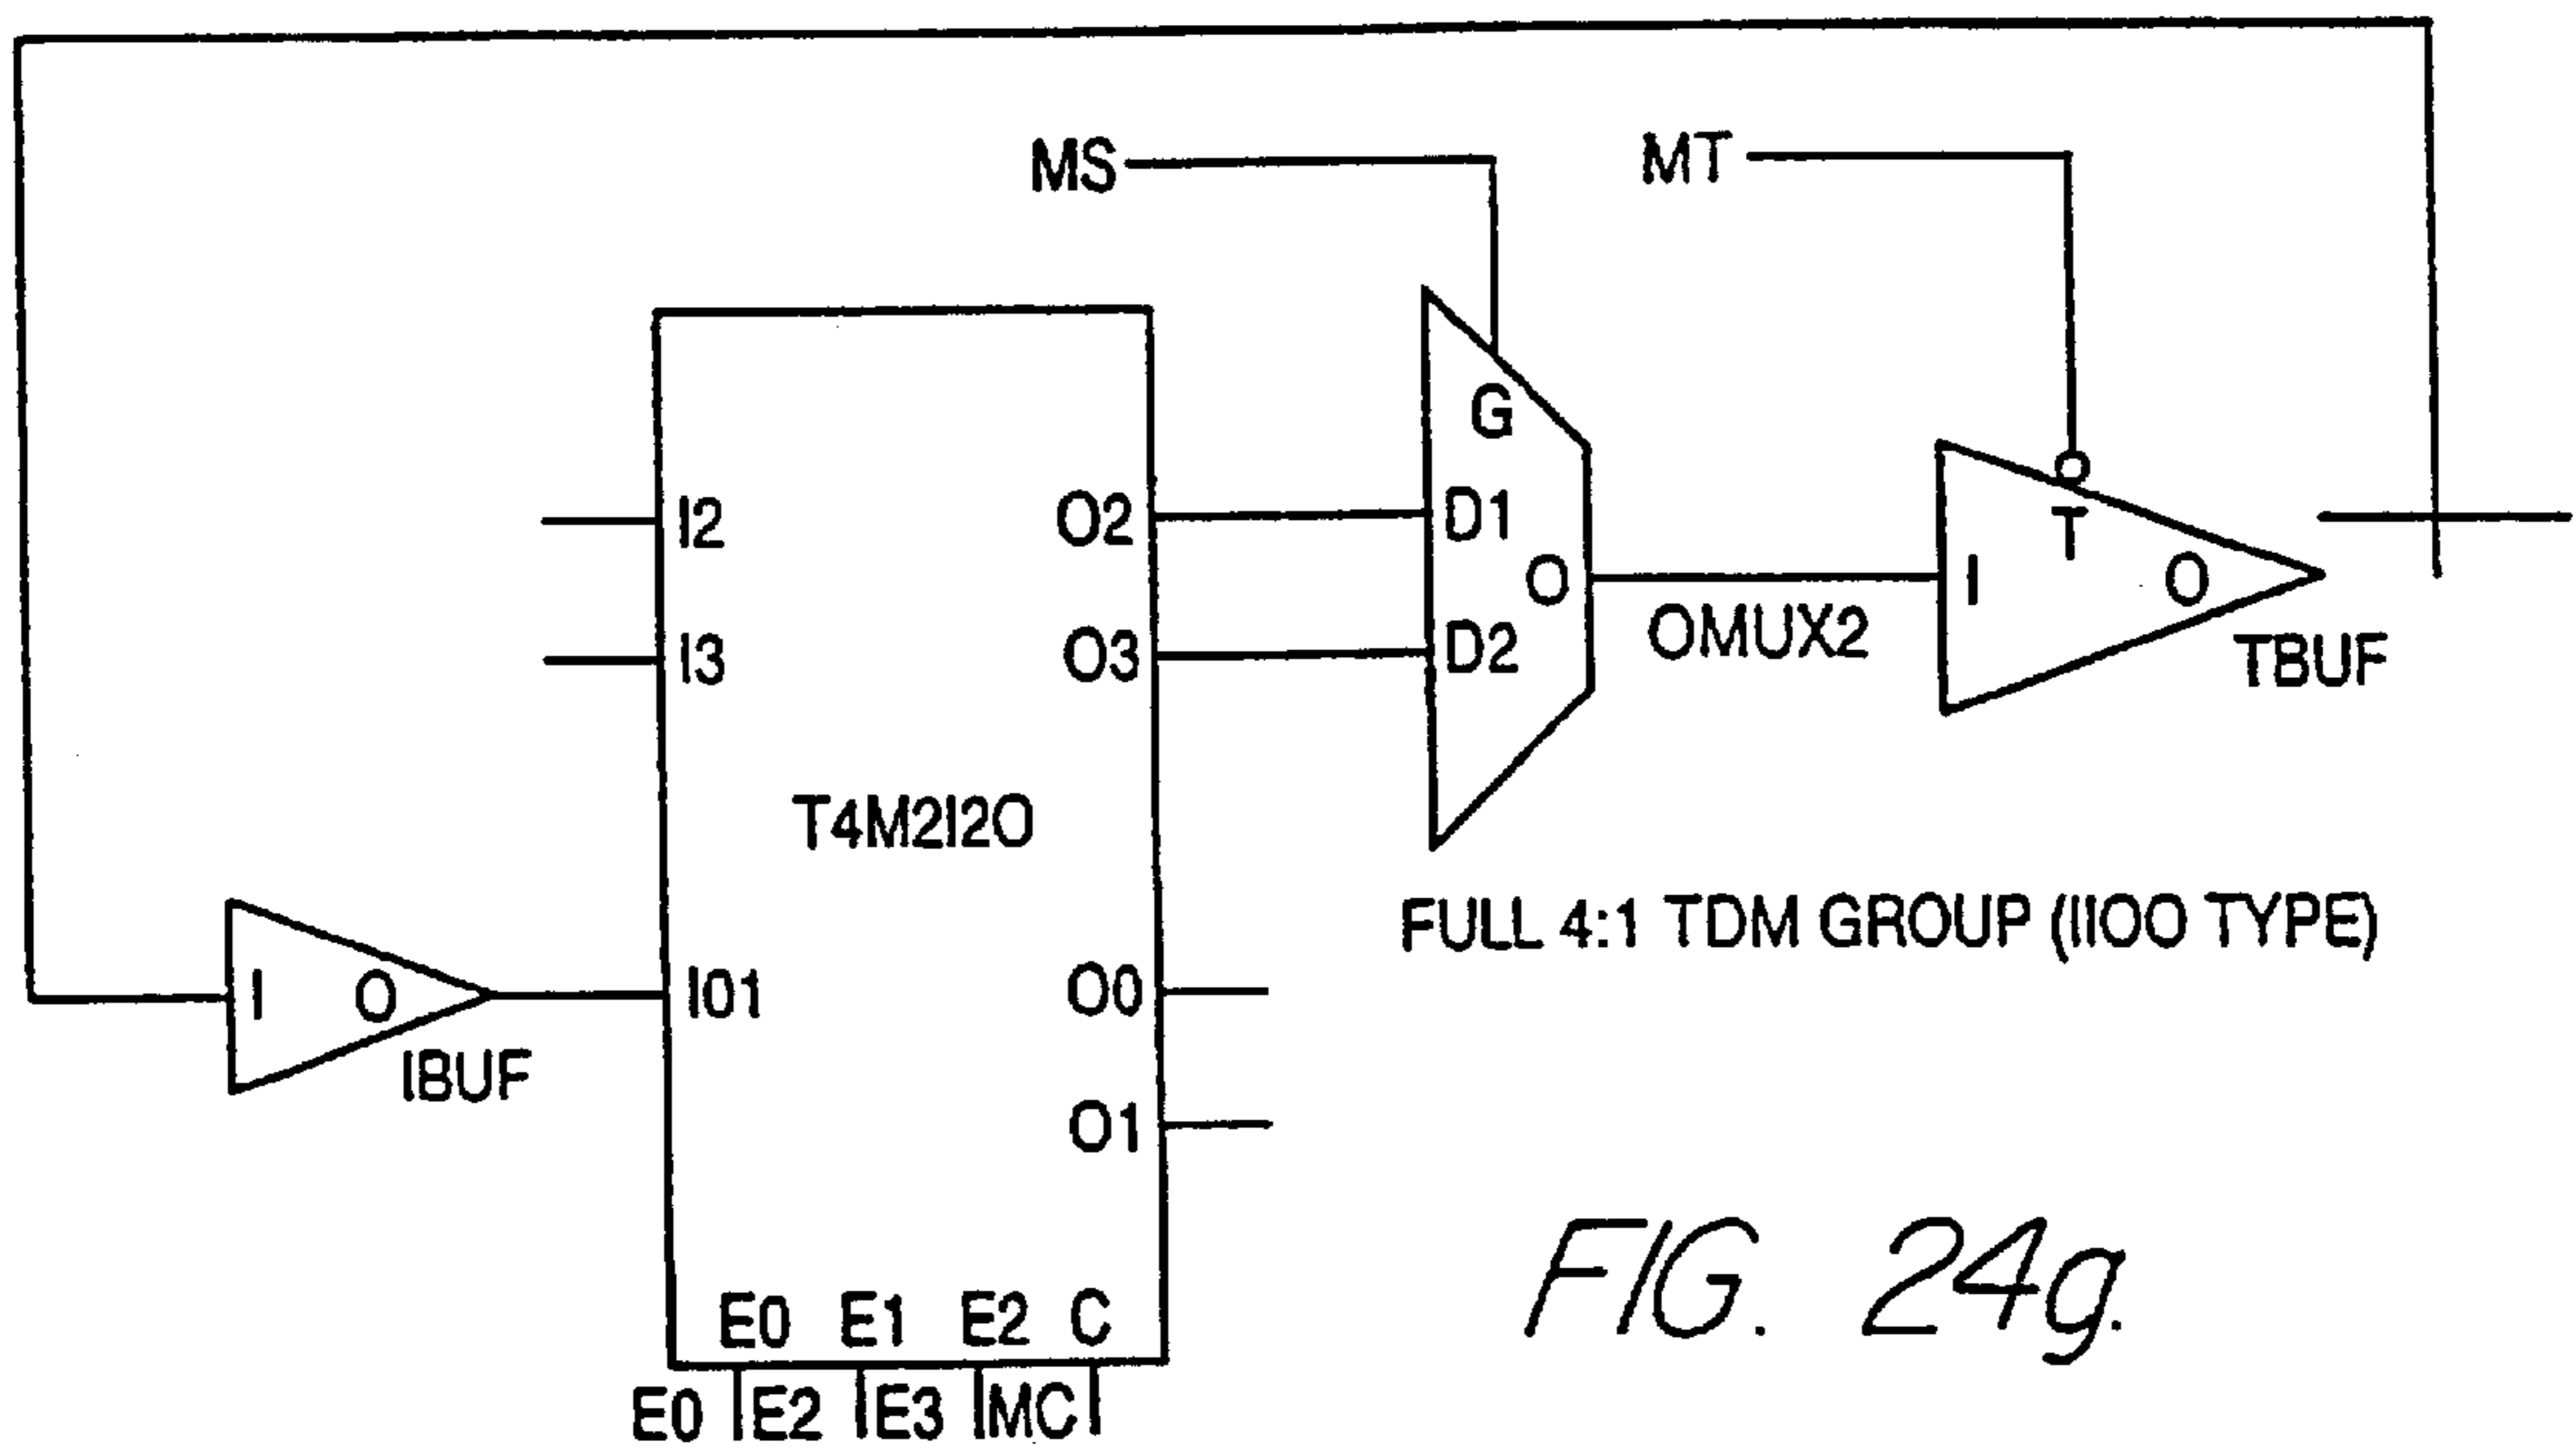 MS
MT
G
I2
O2
D1
T
O
I
O
OMUX2
I3
O3
D2
TBUF
T4M2I2O
FULL 4:1 TDM GROUP (IIOO TYPE)
I
O
I01
O0
IBUF
O1
E0 E1 E2 C
E0 E2 E3 MC
FIG. 24g.